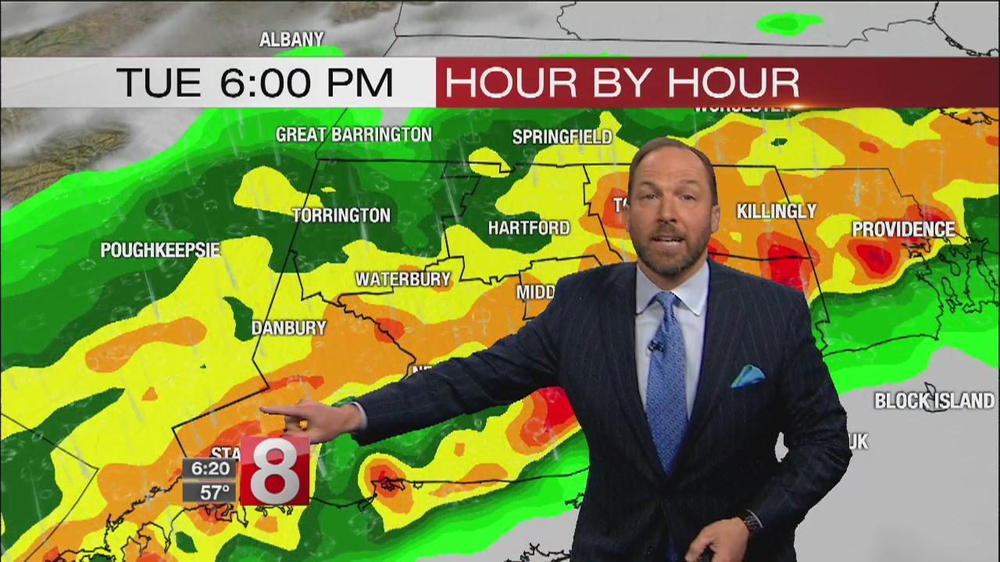 ALBANY
TUE 6:00 PM HOUR BY HOUR
WORCESTER
GREAT BARRINGTON
SPRINGFIELD
TORRINGTON
KILLINGLY
HARTFORD
PROVIDENCE
POUGHKEEPSIE
WATERBURY
MIDD
DANBURY
NE
BLOCK ISLAND
UK
STA
6:20
57°
8